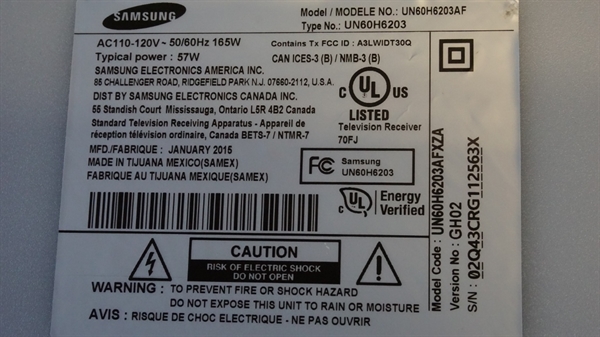 SAMSUNG
Model / MODELE NO.: UN60H6203AF
Type No.: UN60H6203
AC110-120V~ 50/60Hz 165W
Typical power : 57W
SAMSUNG ELECTRONICS AMERICA INC.
85 CHALLENGER ROAD, RIDGEFIELD PARK N.J. 07660-2112, U.S.A.
DIST BY SAMSUNG ELECTRONICS CANADA INC.
55 Standish Court Mississauga, Ontario L5R 4B2 Canada
Standard Television Receiving Apparatus - Appareil de
réception télévision ordinaire, Canada BETS-7 / NTMR-7
MFD./FABRIQUE : JANUARY 2015
MADE IN TIJUANA MEXICO(SAMEX)
FABRIQUE AU TIJUANA MEXIQUE(SAMEX)
Contains Tx FCC ID : A3LWIDT30Q
CAN ICES-3 (B) / NMB-3 (B)
C UL US
LISTED
Television Receiver
70FJ
FC Samsung
UN60H6203
UL Energy
Verified
CAUTION
RISK OF ELECTRIC SHOCK
DO NOT OPEN
WARNING : TO PREVENT FIRE OR SHOCK HAZARD
DO NOT EXPOSE THIS UNIT TO RAIN OR MOISTURE
AVIS : RISQUE DE CHOC ELECTRIQUE - NE PAS OUVRIR
Model Code : UN60H6203AFXZA
Version No : GH02
S/N : 02Q43CRG112563X